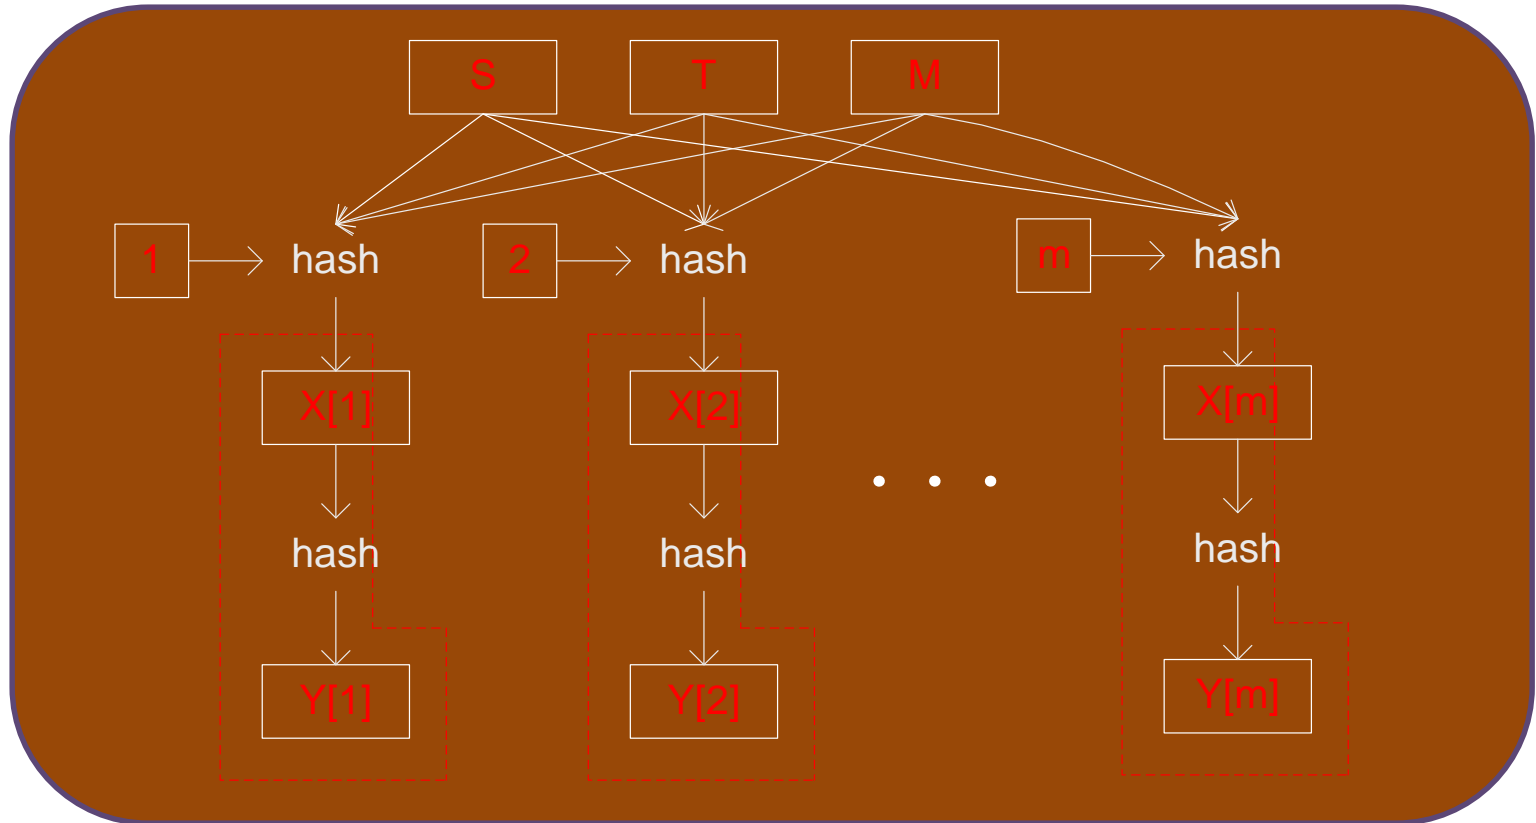 S T M
1 hash 2 hash m hash
X[1] X[2] X[m]
. . .
hash hash hash
Y[1] Y[2] Y[m]